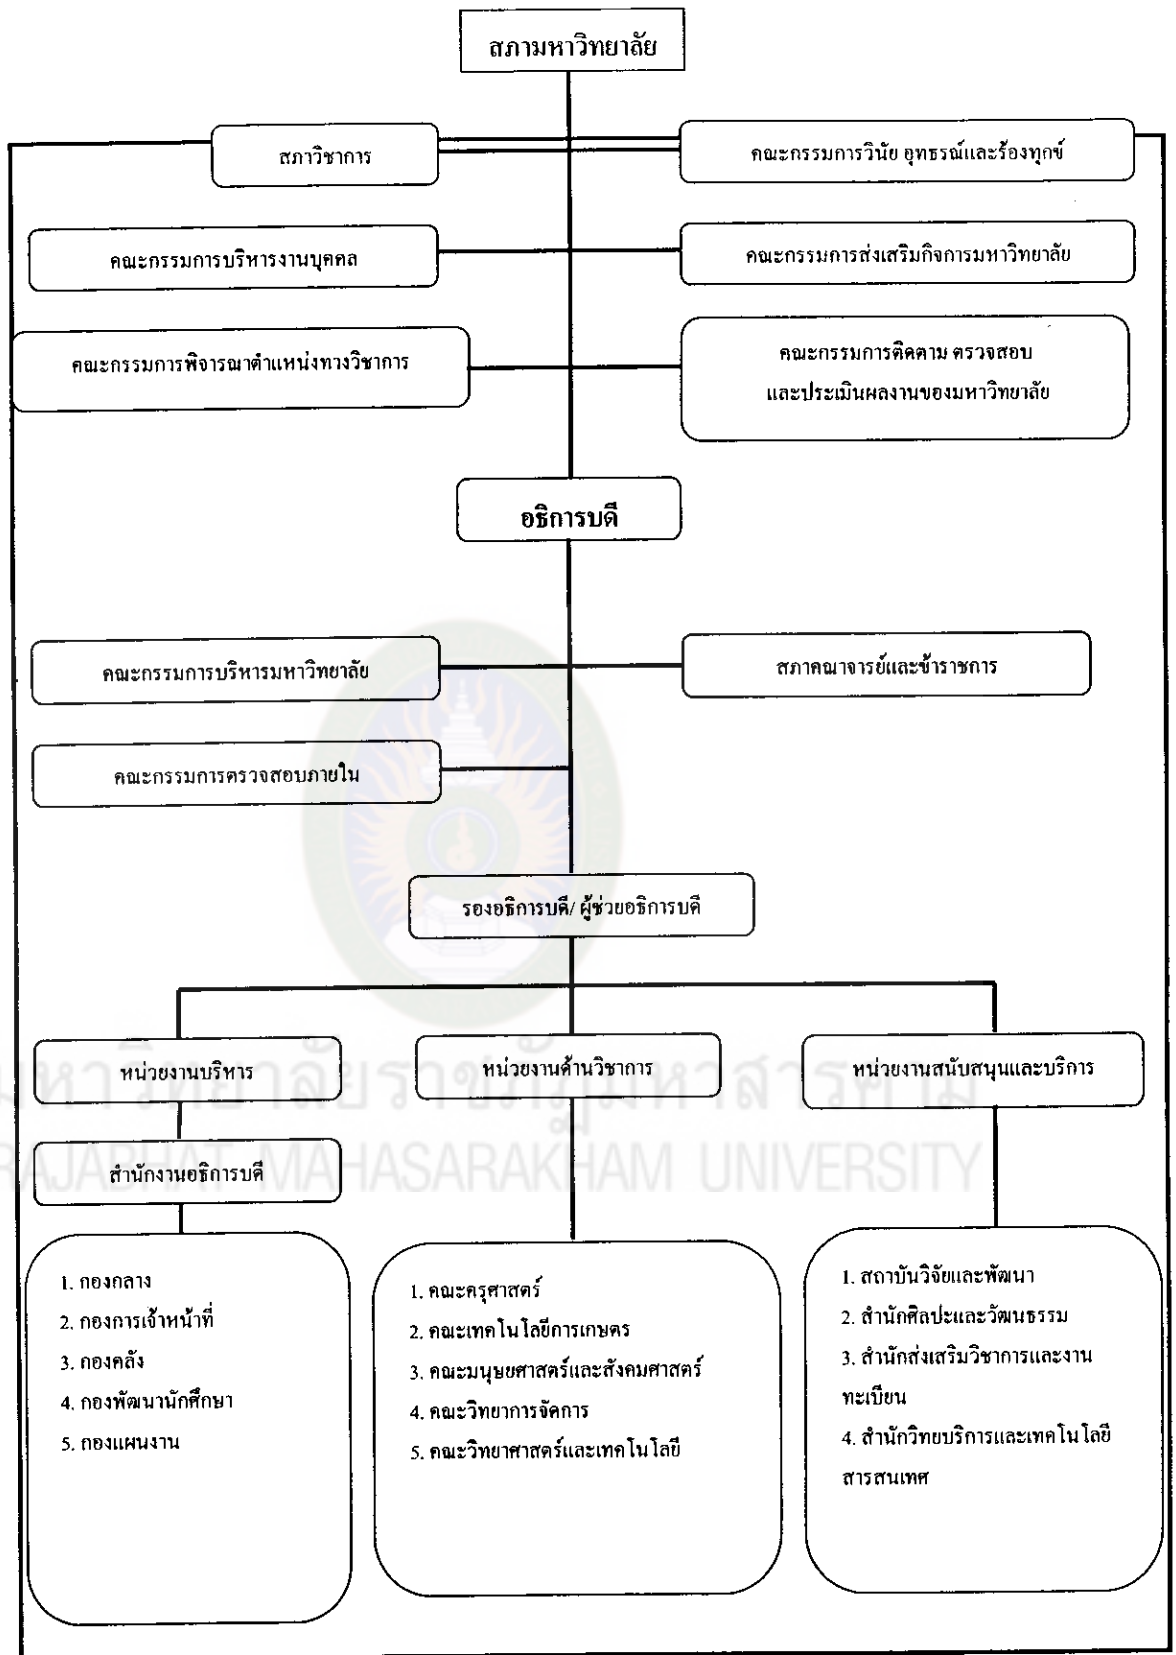 สภามหาวิทยาลัย
สภาวิชาการ
คณะกรรมการวินัย อุทธรณ์และร้องทุกข์
คณะกรรมการบริหารงานบุคคล
คณะกรรมการส่งเสริมกิจการมหาวิทยาลัย
คณะกรรมการพิจารณาตำแหน่งทางวิชาการ
คณะกรรมการติดตาม ตรวจสอบ
และประเมินผลงานของมหาวิทยาลัย
อธิการบดี
คณะกรรมการบริหารมหาวิทยาลัย
สภาคณาจารย์และข้าราชการ
คณะกรรมการตรวจสอบภายใน
รองอธิการบดี/ ผู้ช่วยอธิการบดี
หน่วยงานบริหาร
หน่วยงานด้านวิชาการ
หน่วยงานสนับสนุนและบริการ
มหาวิทยาลัยราชภัฏมหาสารคาม
RAJABHAT MAHASARAKHAM UNIVERSITY
สำนักงานอธิการบดี
1. กองกลาง
2. กองการเจ้าหน้าที่
3. กองคลัง
4. กองพัฒนานักศึกษา
5. กองแผนงาน
1. คณะครุศาสตร์
2. คณะเทคโนโลยีการเกษตร
3. คณะมนุษยศาสตร์และสังคมศาสตร์
4. คณะวิทยาการจัดการ
5. คณะวิทยาศาสตร์และเทคโนโลยี
1. สถาบันวิจัยและพัฒนา
2. สำนักศิลปะและวัฒนธรรม
3. สำนักส่งเสริมวิชาการและงาน
ทะเบียน
4. สำนักวิทยบริการและเทคโนโลยี
สารสนเทศ